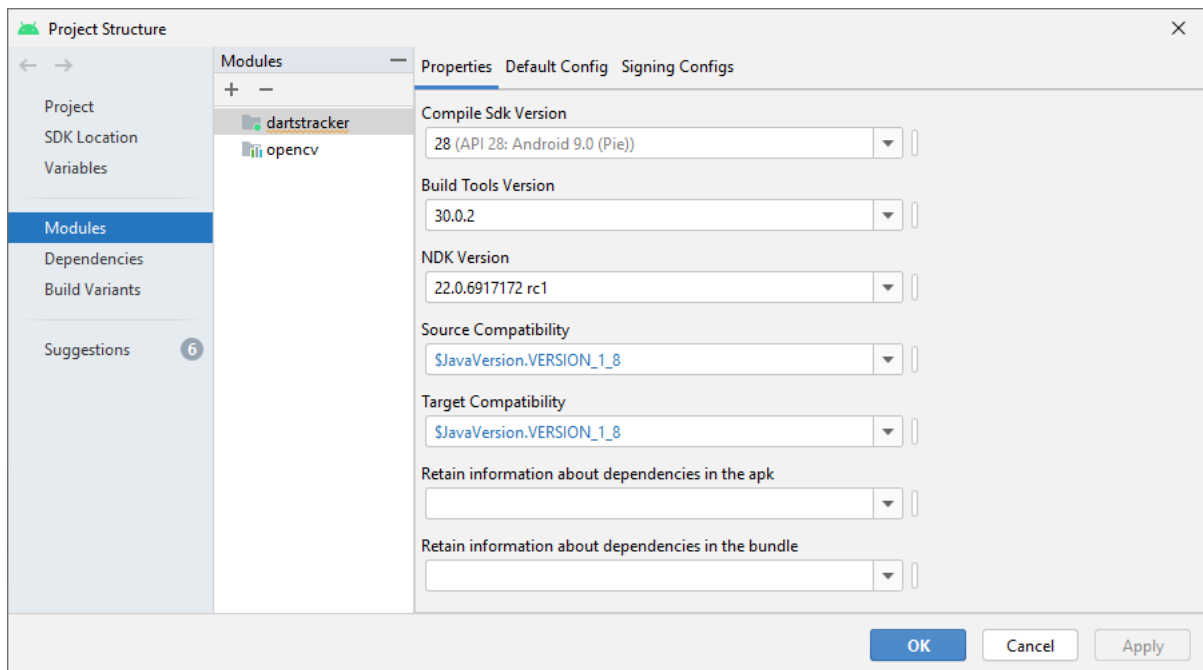 Project Structure
Project
SDK Location
Variables
Modules
Dependencies
Build Variants
Suggestions 6
Modules
dartstracker
opencv
Properties Default Config Signing Configs
Compile Sdk Version
28 (API 28: Android 9.0 (Pie))
Build Tools Version
30.0.2
NDK Version
22.0.6917172 rc1
Source Compatibility
$JavaVersion.VERSION_1_8
Target Compatibility
$JavaVersion.VERSION_1_8
Retain information about dependencies in the apk
Retain information about dependencies in the bundle
OK Cancel Apply